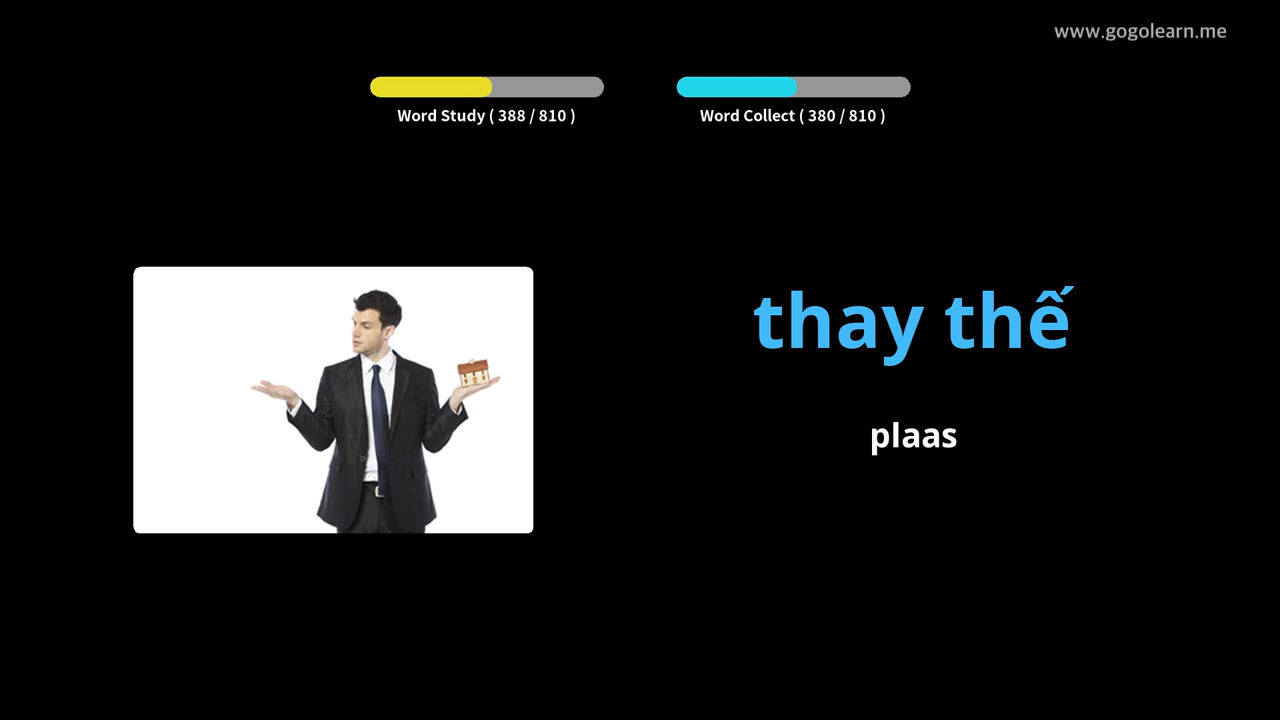 www.gogolearn.me
Word Study ( 388 / 810 )
Word Collect ( 380 / 810 )
thay thế
plaas